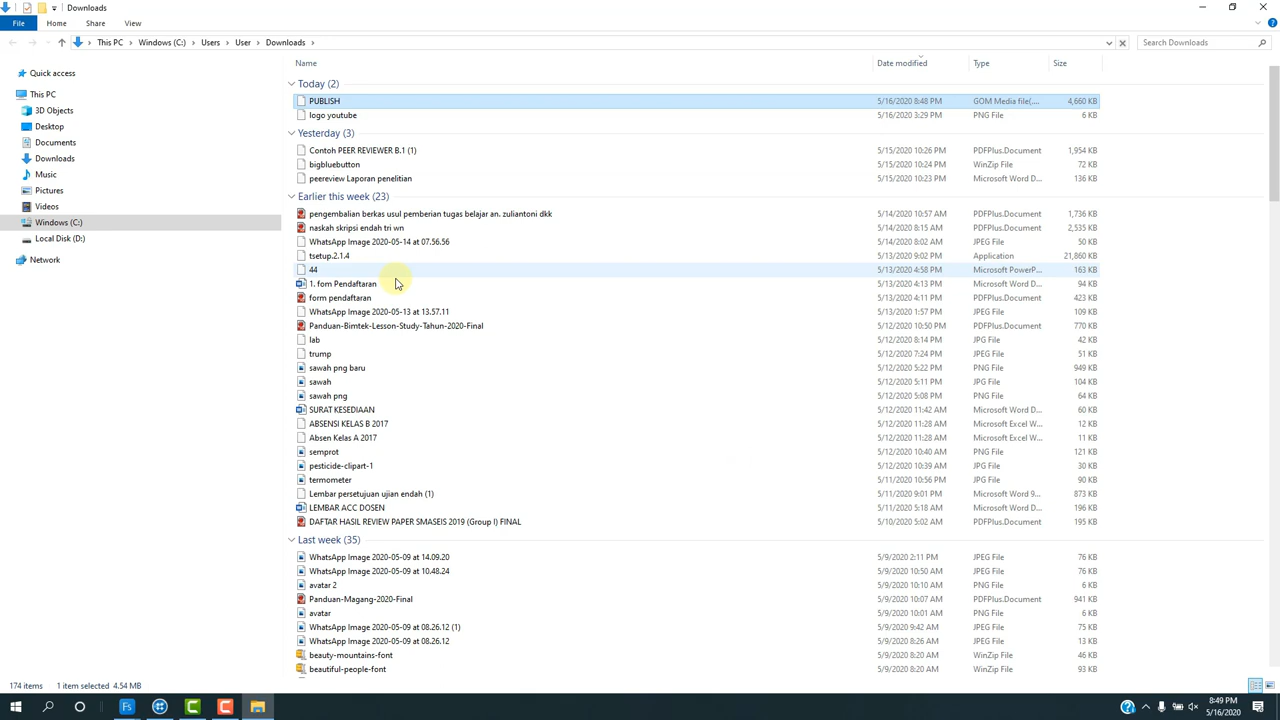 Downloads
File Home Share View
This PC Windows (C:) Users User Downloads Search Downloads
Name Date modified Type Size
Quick access
This PC
3D Objects
Desktop
Documents
Downloads
Music
Pictures
Videos
Windows (C:)
Local Disk (D:)
Network
Today (2)
PUBLISH 5/16/2020 8:48 PM GOM Media file(.... 4,660 KB
logo youtube 5/16/2020 3:29 PM PNG File 6 KB
Yesterday (3)
Contoh PEER REVIEWER B.1 (1) 5/15/2020 10:26 PM PDFPlus.Document 1,954 KB
bigbluebutton 5/15/2020 10:24 PM WinZip File 72 KB
peereview Laporan penelitian 5/15/2020 10:23 PM Microsoft Word D... 136 KB
Earlier this week (23)
pengembalian berkas usul pemberian tugas belajar an. zuliantoni dkk 5/14/2020 10:57 AM PDFPlus.Document 1,736 KB
naskah skripsi endah tri wn 5/14/2020 8:15 AM PDFPlus.Document 2,535 KB
WhatsApp Image 2020-05-14 at 07.56.56 5/14/2020 8:02 AM JPEG File 50 KB
tsetup.2.1.4 5/13/2020 9:02 PM Application 21,860 KB
44 5/13/2020 4:58 PM Microsoft PowerP... 163 KB
1. fom Pendaftaran 5/13/2020 4:13 PM Microsoft Word D... 94 KB
form pendaftaran 5/13/2020 4:11 PM PDFPlus.Document 423 KB
WhatsApp Image 2020-05-13 at 13.57.11 5/13/2020 1:57 PM JPEG File 109 KB
Panduan-Bimtek-Lesson-Study-Tahun-2020-Final 5/12/2020 10:50 PM PDFPlus.Document 770 KB
lab 5/12/2020 8:14 PM JPG File 42 KB
trump 5/12/2020 7:24 PM JPEG File 51 KB
sawah png baru 5/12/2020 5:22 PM PNG File 949 KB
sawah 5/12/2020 5:11 PM JPG File 104 KB
sawah png 5/12/2020 5:08 PM PNG File 64 KB
SURAT KESEDIAAN 5/12/2020 11:42 AM Microsoft Word D... 60 KB
ABSENSI KELAS B 2017 5/12/2020 11:28 AM Microsoft Excel W... 12 KB
Absen Kelas A 2017 5/12/2020 11:28 AM Microsoft Excel W... 11 KB
semprot 5/12/2020 10:40 AM PNG File 121 KB
pesticide-clipart-1 5/12/2020 10:39 AM JPG File 30 KB
termometer 5/11/2020 10:56 PM JPG File 90 KB
Lembar persetujuan ujian endah (1) 5/11/2020 9:01 PM Microsoft Word 9... 873 KB
LEMBAR ACC DOSEN 5/11/2020 5:18 AM Microsoft Word D... 196 KB
DAFTAR HASIL REVIEW PAPER SMASEIS 2019 (Group I) FINAL 5/10/2020 5:02 AM PDFPlus.Document 195 KB
Last week (35)
WhatsApp Image 2020-05-09 at 14.09.20 5/9/2020 2:11 PM JPEG File 76 KB
WhatsApp Image 2020-05-09 at 10.48.24 5/9/2020 10:50 AM JPEG File 76 KB
avatar 2 5/9/2020 10:10 AM PNG File 6 KB
Panduan-Magang-2020-Final 5/9/2020 10:07 AM PDFPlus.Document 941 KB
avatar 5/9/2020 10:01 AM PNG File 6 KB
WhatsApp Image 2020-05-09 at 08.26.12 (1) 5/9/2020 9:42 AM JPEG File 75 KB
WhatsApp Image 2020-05-09 at 08.26.12 5/9/2020 8:26 AM JPEG File 13 KB
beauty-mountains-font 5/9/2020 8:20 AM WinZip File 46 KB
beautiful-people-font 5/9/2020 8:20 AM WinZip File 69 KB
174 items 1 item selected 4.54 MB
Fs
8:49 PM
5/16/2020